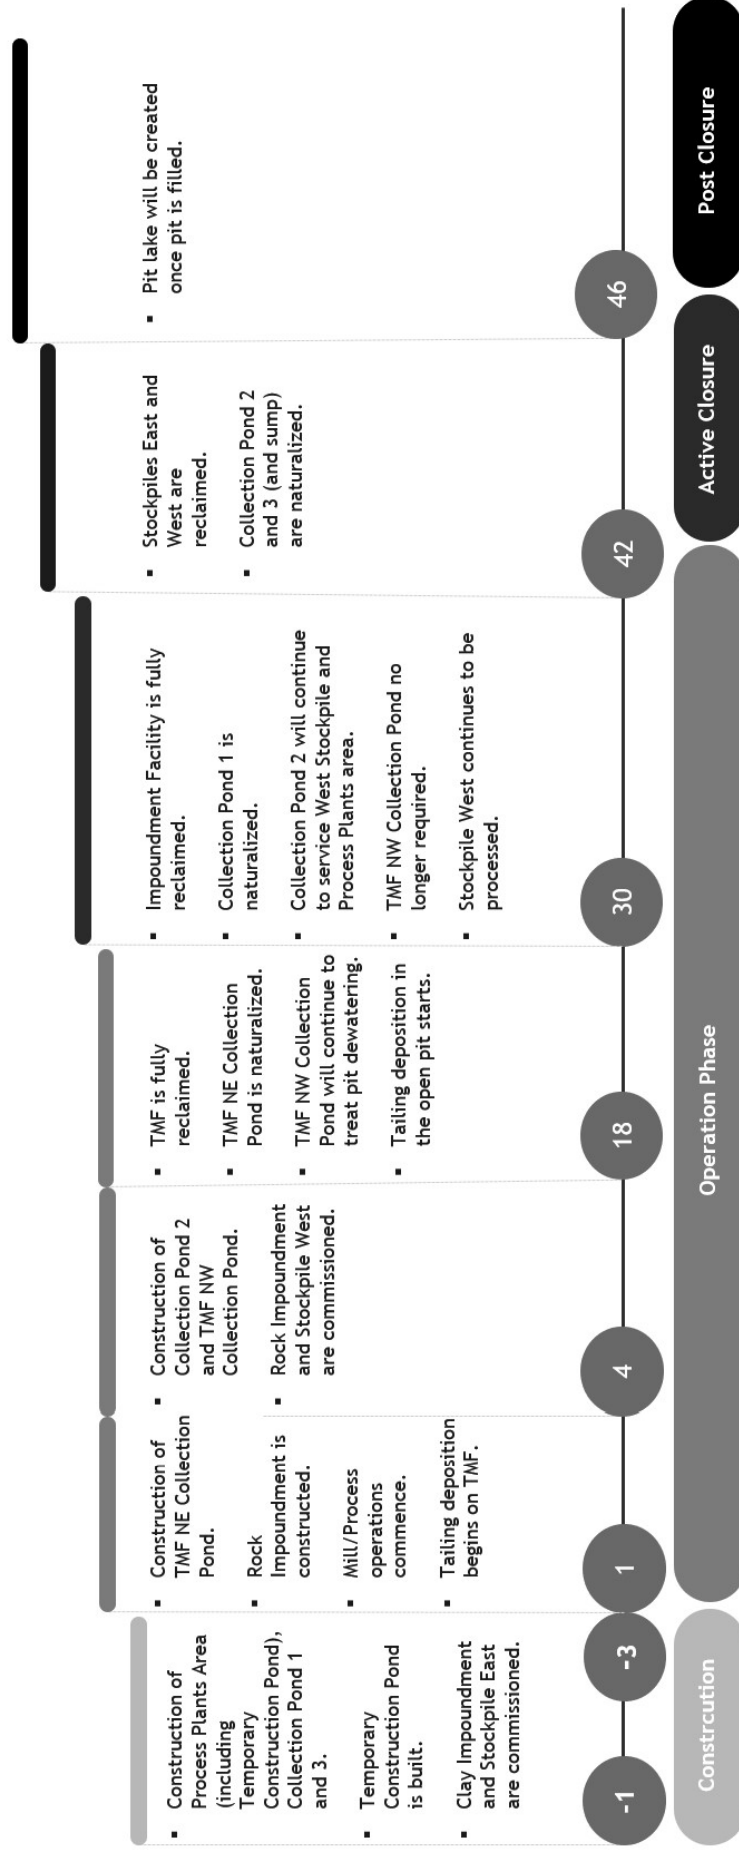 Construction of
Process Plants Area
(including
Temporary
Construction Pond),
Collection Pond 1
and 3.
Temporary
Construction Pond
is built.
Clay Impoundment
and Stockpile East
are commissioned.
Construction of
TMF NE Collection
Pond.
Rock
Impoundment is
constructed.
Mill/Process
operations
commence.
Tailing deposition
begins on TMF.
Construction of
Collection Pond 2
and TMF NW
Collection Pond.
Rock Impoundment
and Stockpile West
are commissioned.
TMF is fully
reclaimed.
TMF NE Collection
Pond is naturalized.
TMF NW Collection
Pond will continue to
treat pit dewatering.
Tailing deposition in
the open pit starts.
Impoundment Facility is fully
reclaimed.
Collection Pond 1 is
naturalized.
Collection Pond 2 will continue
to service West Stockpile and
Process Plants area.
TMF NW Collection Pond no
longer required.
Stockpile West continues to be
processed.
Stockpiles East and
West are
reclaimed.
Collection Pond 2
and 3 (and sump)
are naturalized.
Pit lake will be created
once pit is filled.
-1
-3
1
4
18
30
42
46
Constrcution
Operation Phase
Active Closure
Post Closure